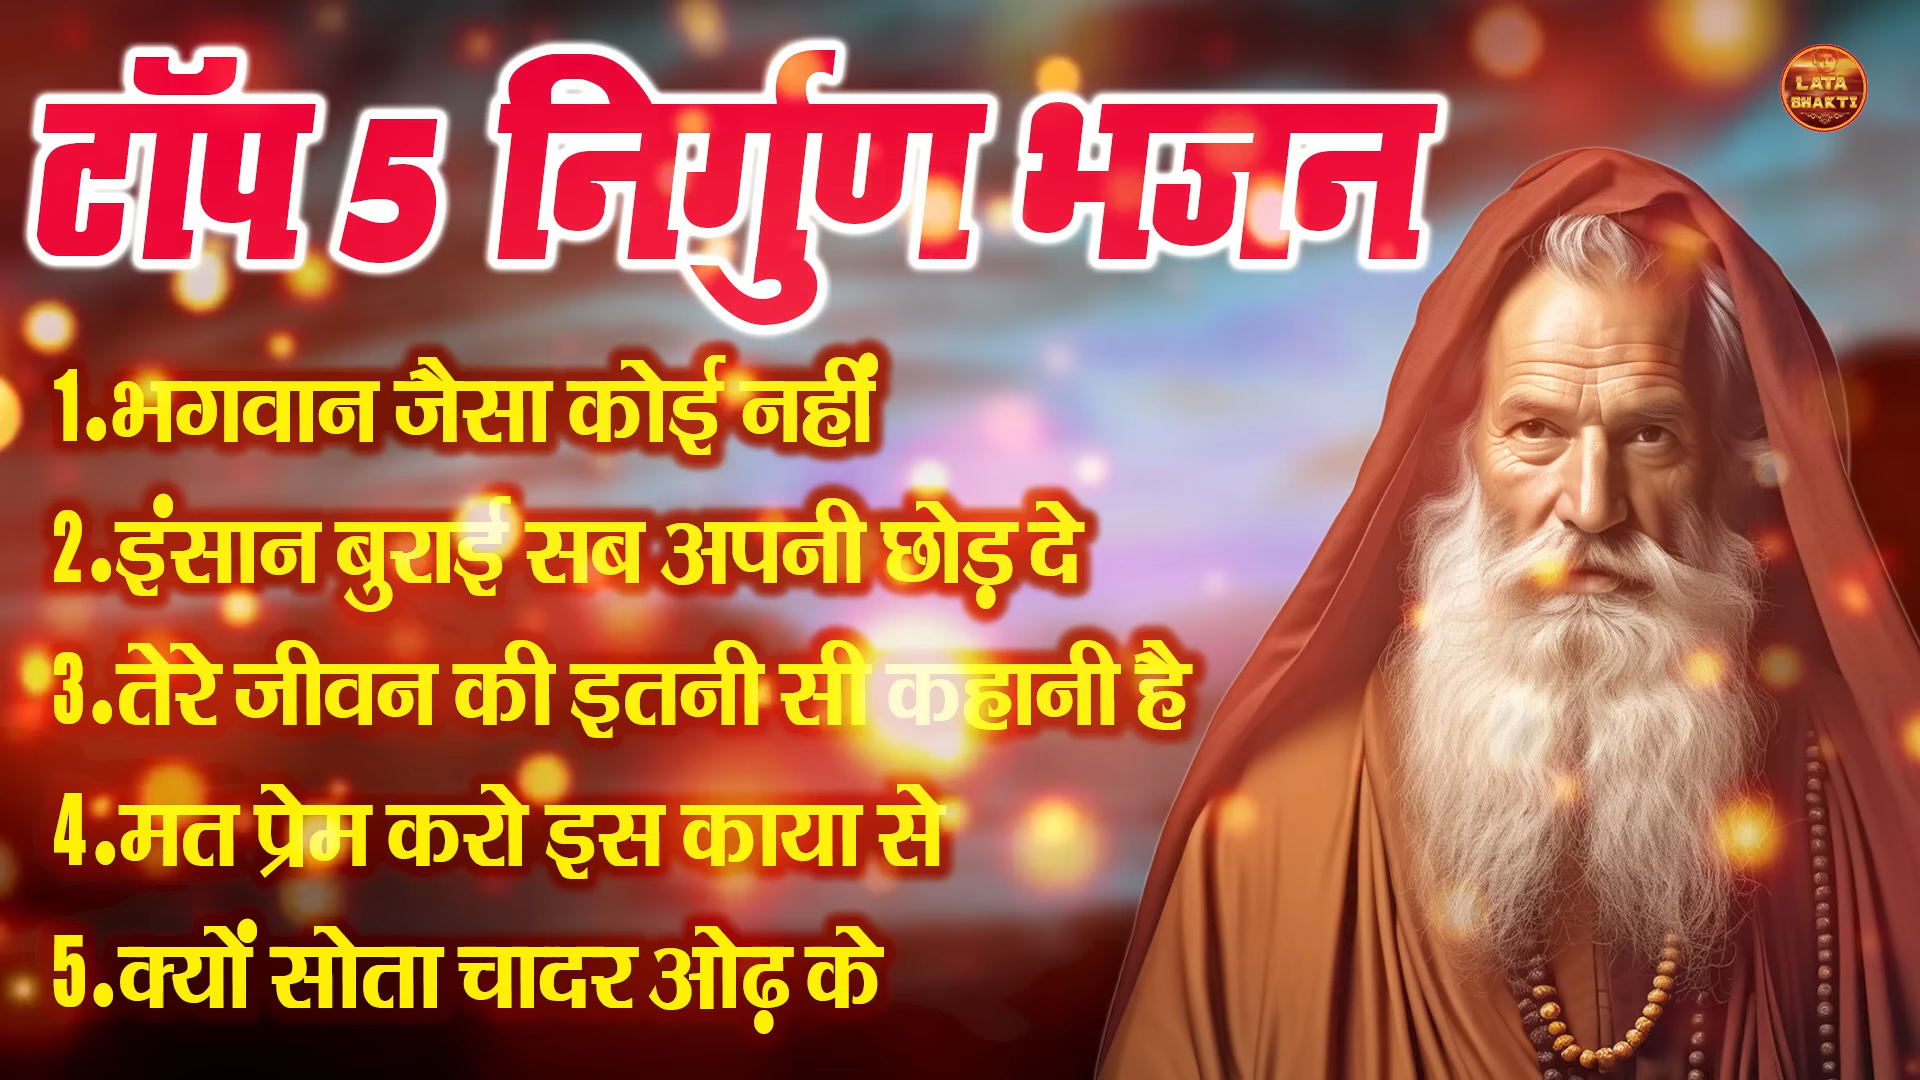 टॉप 5 निर्गुण भजन
LATA
BHAKTI
1.भगवान जैसा कोई नहीं
2.इंसान बुराई सब अपनी छोड़ दे
3.तेरे जीवन की इतनी सी कहानी है
4.मत प्रेम करो इस काया से
5.क्यों सोता चादर ओढ़ के